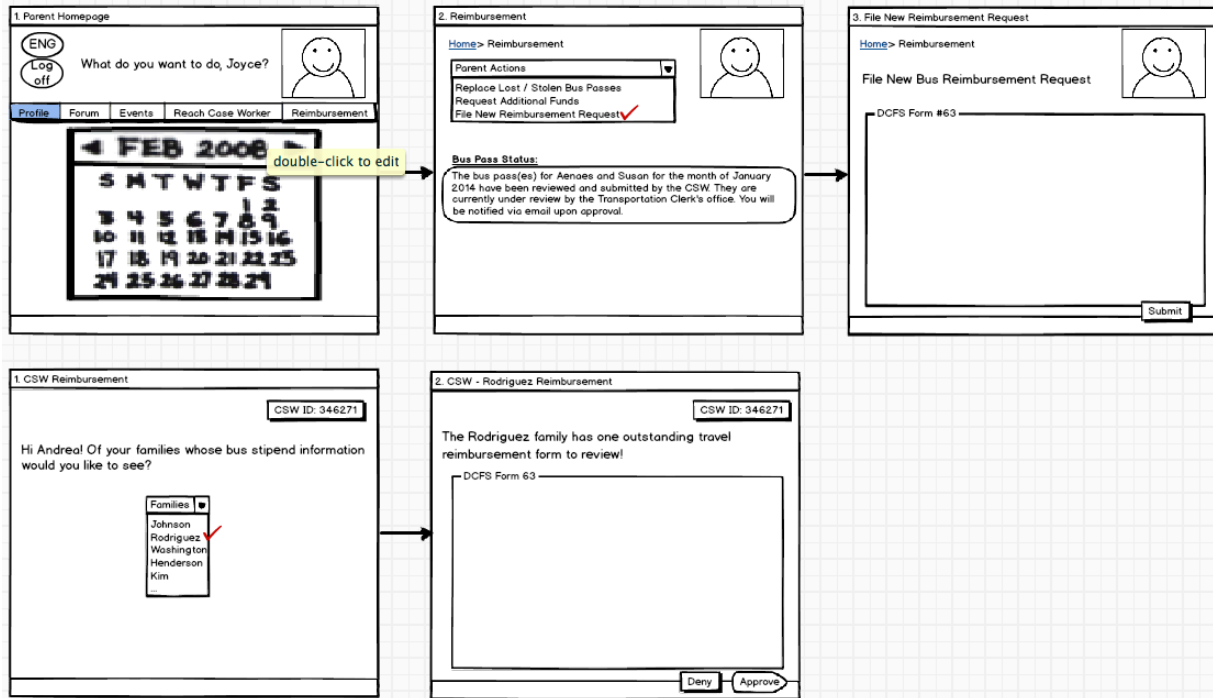 1. Parent Homepage
ENG
Log
off
What do you want to do, Joyce?
Profile
Forum
Events
Reach Case Worker
Reimbursement
FEB 2008
double-click to edit
S M T W T F S
1 2
3 4 5 6 7 8 9
10 11 12 13 14 15 16
17 18 19 20 21 22 23
24 25 26 27 28 29
2. Reimbursement
Home> Reimbursement
Parent Actions
Replace Lost / Stolen Bus Passes
Request Additional Funds
File New Reimbursement Request
Bus Pass Status:
The bus pass(es) for Aenaes and Susan for the month of January
2014 have been reviewed and submitted by the CSW. They are
currently under review by the Transportation Clerk's office. You will
be notified via email upon approval.
3. File New Reimbursement Request
Home> Reimbursement
File New Bus Reimbursement Request
DCFS Form #63
Submit
1. CSW Reimbursement
CSW ID: 346271
Hi Andrea! Of your families whose bus stipend information
would you like to see?
Families
Johnson
Rodriguez
Washington
Henderson
Kim
...
2. CSW - Rodriguez Reimbursement
CSW ID: 346271
The Rodriguez family has one outstanding travel
reimbursement form to review!
DCFS Form 63
Deny
Approve